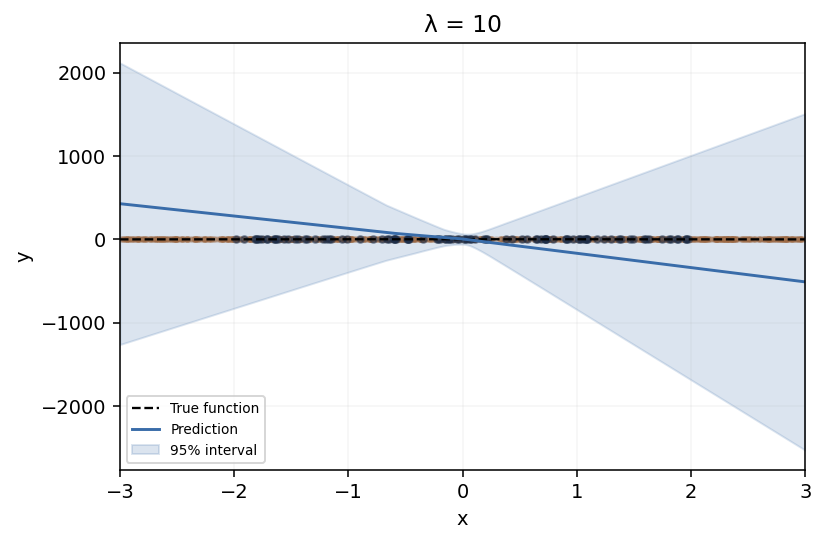 λ = 10
2000
1000
0
−1000
−2000
y
True function
Prediction
95% interval
−3 −2 −1 0 1 2 3
x